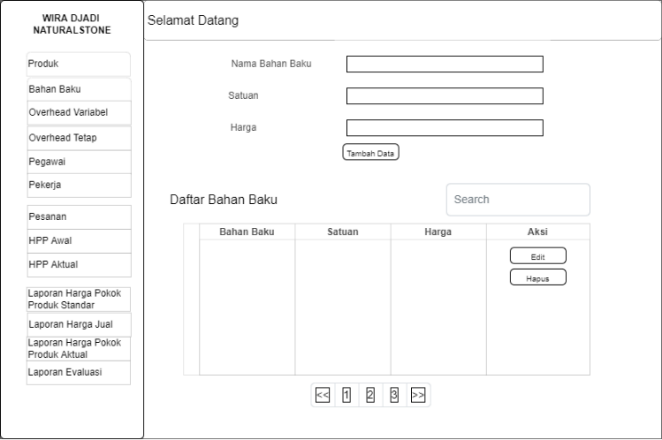 WIRA DJADI
NATURALSTONE
Selamat Datang
Produk
Bahan Baku
Overhead Variabel
Overhead Tetap
Pegawai
Pekerja
Pesanan
HPP Awal
HPP Aktual
Laporan Harga Pokok
Produk Standar
Laporan Harga Jual
Laporan Harga Pokok
Produk Aktual
Laporan Evaluasi
Nama Bahan Baku
Satuan
Harga
Tambah Data
Daftar Bahan Baku
Search
Bahan Baku Satuan Harga Aksi
Edit
Hapus
<< 1 2 3 >>